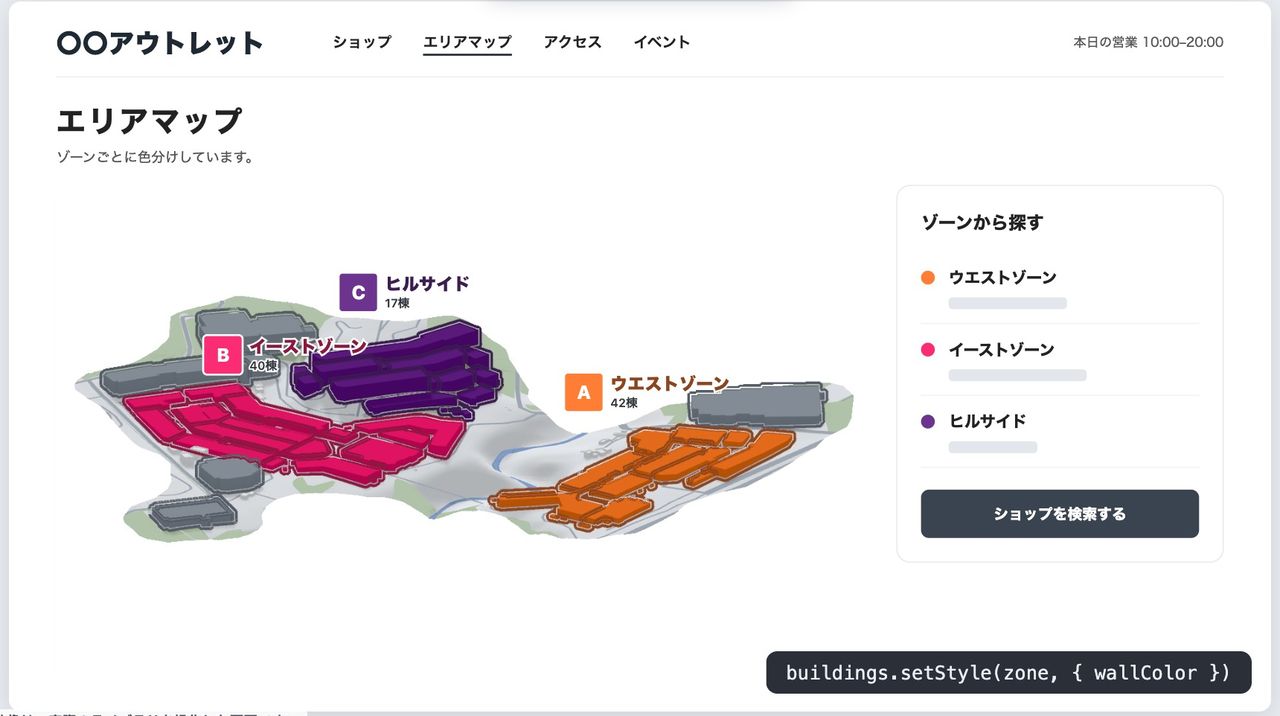 〇〇アウトレット
ショップ
エリアマップ
アクセス
イベント
本日の営業 10:00–20:00
エリアマップ
ゾーンごとに色分けしています。
C
ヒルサイド
17棟
B
イーストゾーン
40棟
A
ウエストゾーン
42棟
ゾーンから探す
ウエストゾーン
イーストゾーン
ヒルサイド
ショップを検索する
buildings.setStyle(zone, { wallColor })